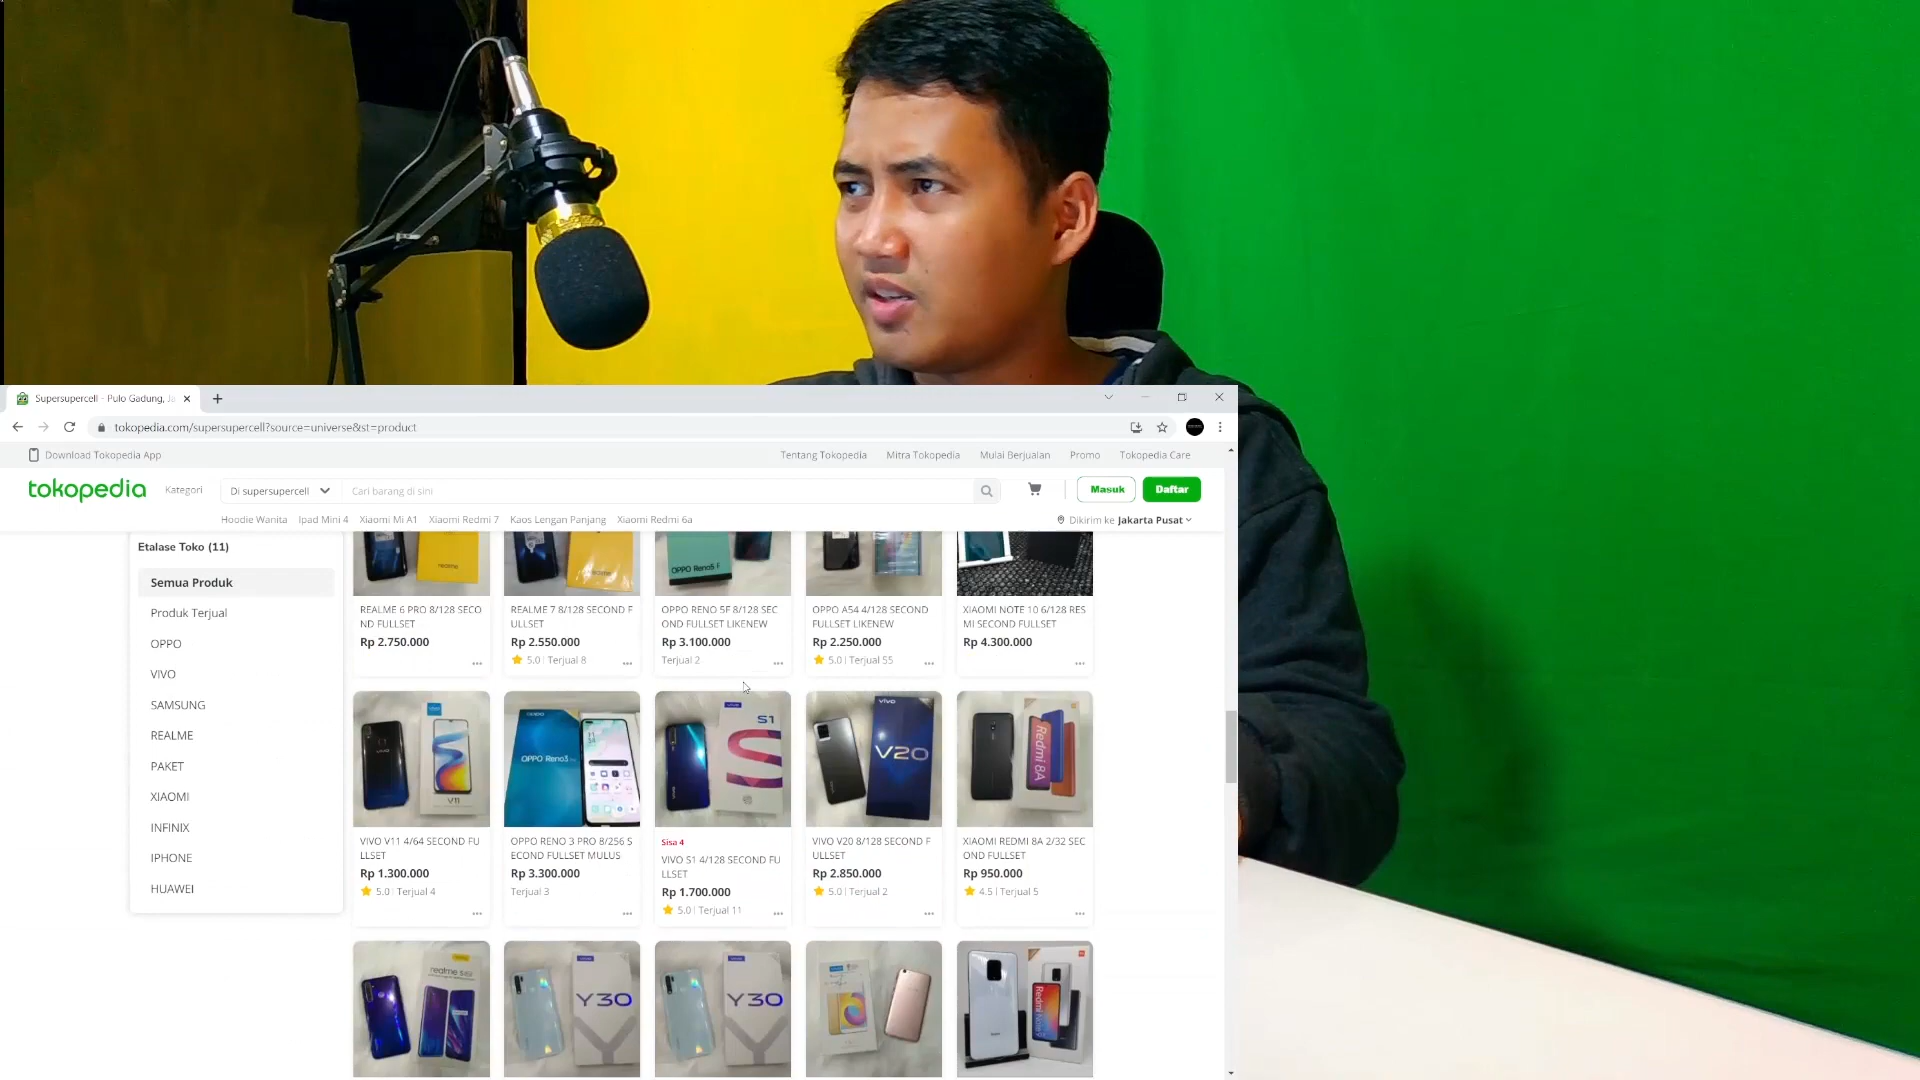 Supersupercell - Pulo Gadung, Ja
tokopedia.com/supersupercell?source=universe&st=product
Download Tokopedia App
Tentang Tokopedia
Mitra Tokopedia
Mulai Berjualan
Promo
Tokopedia Care
tokopedia
Kategori
Di supersupercell
Cari barang di sini
Masuk
Daftar
Hoodie Wanita
Ipad Mini 4
Xiaomi Mi A1
Xiaomi Redmi 7
Kaos Lengan Panjang
Xiaomi Redmi 6a
Dikirim ke Jakarta Pusat
Etalase Toko (11)
Semua Produk
Produk Terjual
OPPO
VIVO
SAMSUNG
REALME
PAKET
XIAOMI
INFINIX
IPHONE
HUAWEI
realme
OPPO Reno5 F
REALME 6 PRO 8/128 SECO
ND FULLSET
Rp 2.750.000
REALME 7 8/128 SECOND F
ULLSET
Rp 2.550.000
5.0 | Terjual 8
OPPO RENO 5F 8/128 SEC
OND FULLSET LIKENEW
Rp 3.100.000
Terjual 2
OPPO A54 4/128 SECOND
FULLSET LIKENEW
Rp 2.250.000
5.0 | Terjual 55
XIAOMI NOTE 10 6/128 RES
MI SECOND FULLSET
Rp 4.300.000
vivo
V11
OPPO Reno3
S1
vivo
V20
Redmi 8A
VIVO V11 4/64 SECOND FU
LLSET
Rp 1.300.000
5.0 | Terjual 4
OPPO RENO 3 PRO 8/256 S
ECOND FULLSET MULUS
Rp 3.300.000
Terjual 3
Sisa 4
VIVO S1 4/128 SECOND FU
LLSET
Rp 1.700.000
5.0 | Terjual 11
VIVO V20 8/128 SECOND F
ULLSET
Rp 2.850.000
5.0 | Terjual 2
XIAOMI REDMI 8A 2/32 SEC
OND FULLSET
Rp 950.000
4.5 | Terjual 5
Y30
Y30